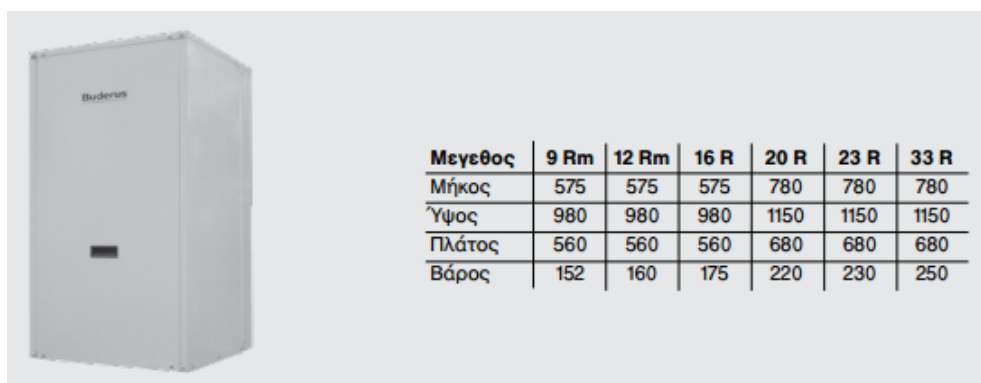 Buderus
Μεγεθος 9 Rm 12 Rm 16 R 20 R 23 R 33 R
Μήκος 575 575 575 780 780 780
Ύψος 980 980 980 1150 1150 1150
Πλάτος 560 560 560 680 680 680
Βάρος 152 160 175 220 230 250